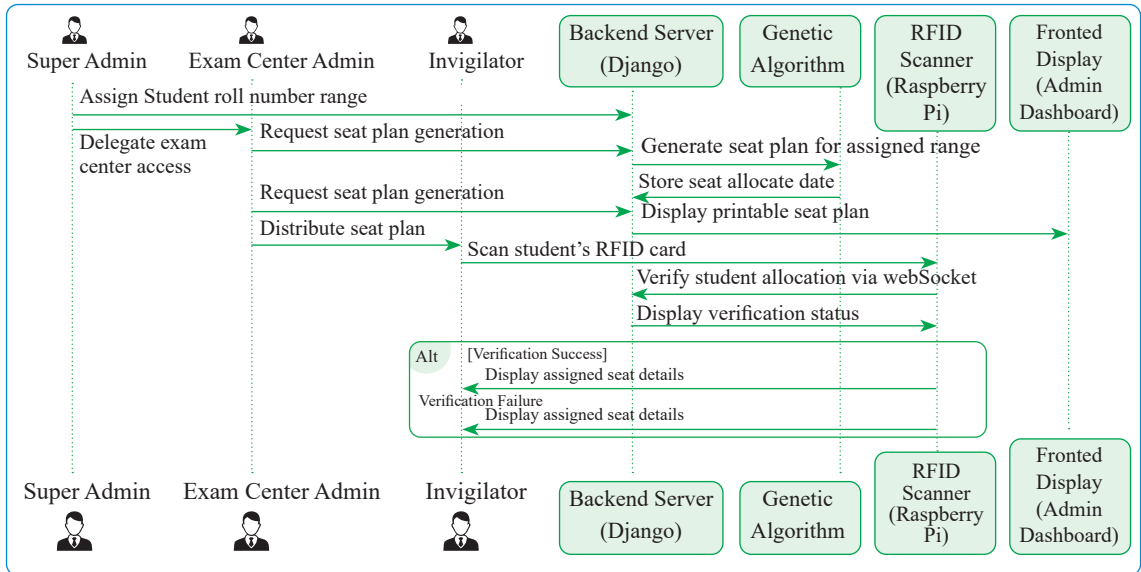 Super Admin
Exam Center Admin
Invigilator
Backend Server
(Django)
Genetic
Algorithm
RFID
Scanner
(Raspberry
Pi)
Fronted
Display
(Admin
Dashboard)
Assign Student roll number range
Delegate exam
center access
Request seat plan generation
Generate seat plan for assigned range
Store seat allocate date
Request seat plan generation
Display printable seat plan
Distribute seat plan
Scan student’s RFID card
Verify student allocation via webSocket
Display verification status
Alt
[Verification Success]
Display assigned seat details
Verification Failure
Display assigned seat details
Super Admin
Exam Center Admin
Invigilator
Backend Server
(Django)
Genetic
Algorithm
RFID
Scanner
(Raspberry
Pi)
Fronted
Display
(Admin
Dashboard)